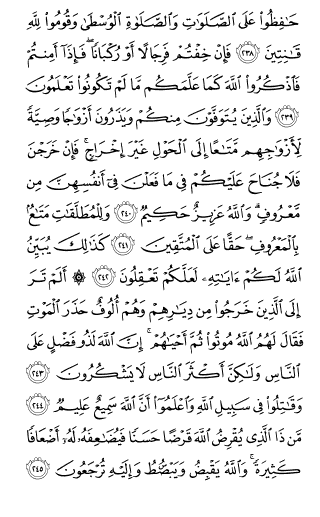 حَـٰفِظُوا۟ عَلَى ٱلصَّلَوَٰتِ وَٱلصَّلَوٰةِ ٱلْوُسْطَىٰ وَقُومُوا۟ لِلَّهِ
قَـٰنِتِينَ ٢٣٨ فَإِنْ خِفْتُمْ فَرِجَالًا أَوْ رُكْبَانًا ۖ فَإِذَآ أَمِنتُمْ
فَٱذْكُرُوا۟ ٱللَّهَ كَمَا عَلَّمَكُم مَّا لَمْ تَكُونُوا۟ تَعْلَمُونَ
٢٣٩ وَٱلَّذِينَ يُتَوَفَّوْنَ مِنكُمْ وَيَذَرُونَ أَزْوَٰجًا وَصِيَّةً
لِّأَزْوَٰجِهِم مَّتَـٰعًا إِلَى ٱلْحَوْلِ غَيْرَ إِخْرَاجٍ ۚ فَإِنْ خَرَجْنَ
فَلَا جُنَاحَ عَلَيْكُمْ فِى مَا فَعَلْنَ فِىٓ أَنفُسِهِنَّ مِن
مَّعْرُوفٍ ۗ وَٱللَّهُ عَزِيزٌ حَكِيمٌ ٢٤٠ وَلِلْمُطَلَّقَـٰتِ مَتَـٰعٌۢ
بِٱلْمَعْرُوفِ ۖ حَقًّا عَلَى ٱلْمُتَّقِينَ ٢٤١ كَذَٰلِكَ يُبَيِّنُ
ٱللَّهُ لَكُمْ ءَايَـٰتِهِۦ لَعَلَّكُمْ تَعْقِلُونَ ٢٤٢ ۞ أَلَمْ تَرَ
إِلَى ٱلَّذِينَ خَرَجُوا۟ مِن دِيَـٰرِهِمْ وَهُمْ أُلُوفٌ حَذَرَ ٱلْمَوْتِ
فَقَالَ لَهُمُ ٱللَّهُ مُوتُوا۟ ثُمَّ أَحْيَـٰهُمْ ۚ إِنَّ ٱللَّهَ لَذُو فَضْلٍ عَلَى
ٱلنَّاسِ وَلَـٰكِنَّ أَكْثَرَ ٱلنَّاسِ لَا يَشْكُرُونَ ٢٤٣
وَقَـٰتِلُوا۟ فِى سَبِيلِ ٱللَّهِ وَٱعْلَمُوٓا۟ أَنَّ ٱللَّهَ سَمِيعٌ عَلِيمٌ ٢٤٤
مَّن ذَا ٱلَّذِى يُقْرِضُ ٱللَّهَ قَرْضًا حَسَنًا فَيُضَـٰعِفَهُۥ لَهُۥٓ أَضْعَافًا
كَثِيرَةً ۚ وَٱللَّهُ يَقْبِضُ وَيَبْصُۜطُ وَإِلَيْهِ تُرْجَعُونَ ٢٤٥